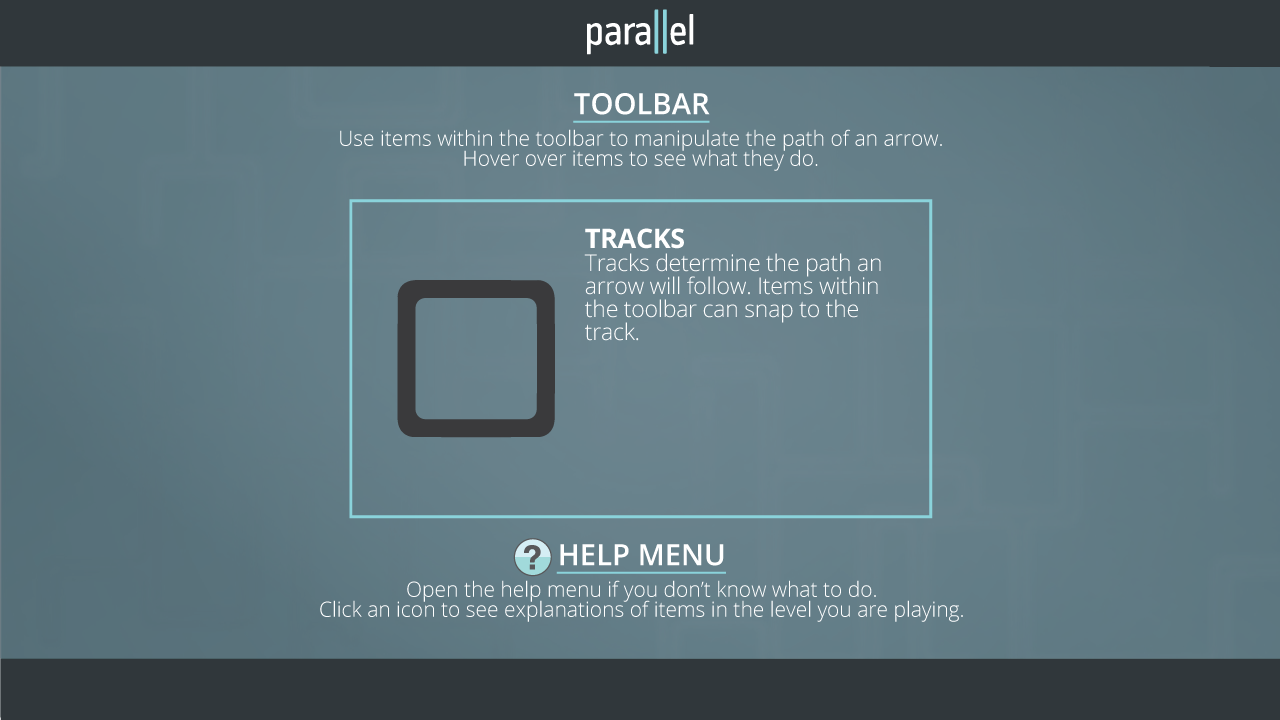 parallel
TOOLBAR
Use items within the toolbar to manipulate the path of an arrow.
Hover over items to see what they do.
TRACKS
Tracks determine the path an
arrow will follow. Items within
the toolbar can snap to the
track.
? HELP MENU
Open the help menu if you don’t know what to do.
Click an icon to see explanations of items in the level you are playing.